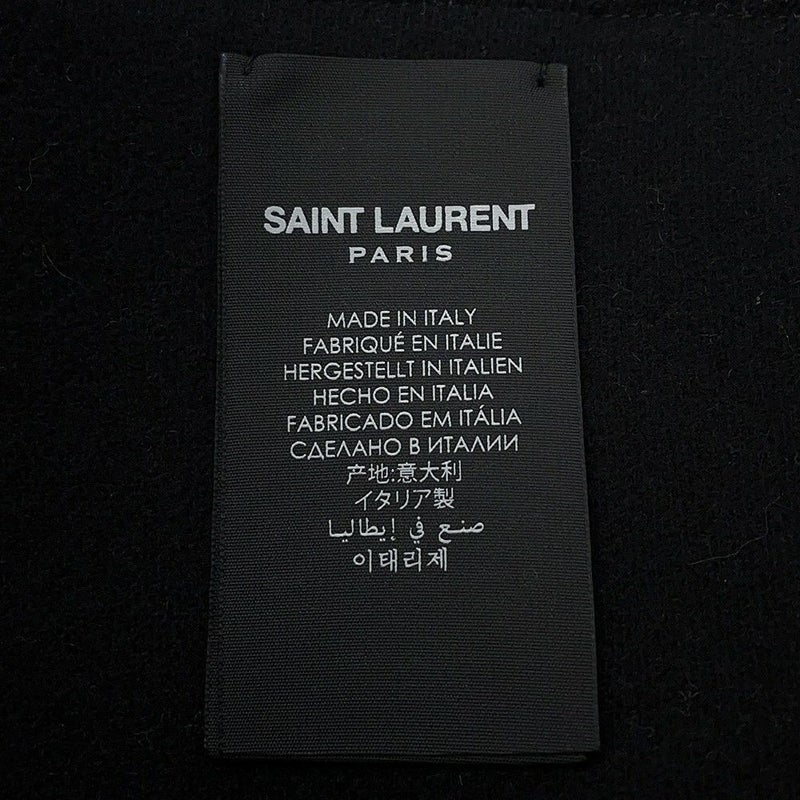 SAINT LAURENT
PARIS
MADE IN ITALY
FABRIQUÉ EN ITALIE
HERGESTELLT IN ITALIEN
HECHO EN ITALIA
FABRICADO EM ITÁLIA
СДЕЛАНО В ИТАЛИИ
产地:意大利
イタリア製
صنع في إيطاليا
이태리제